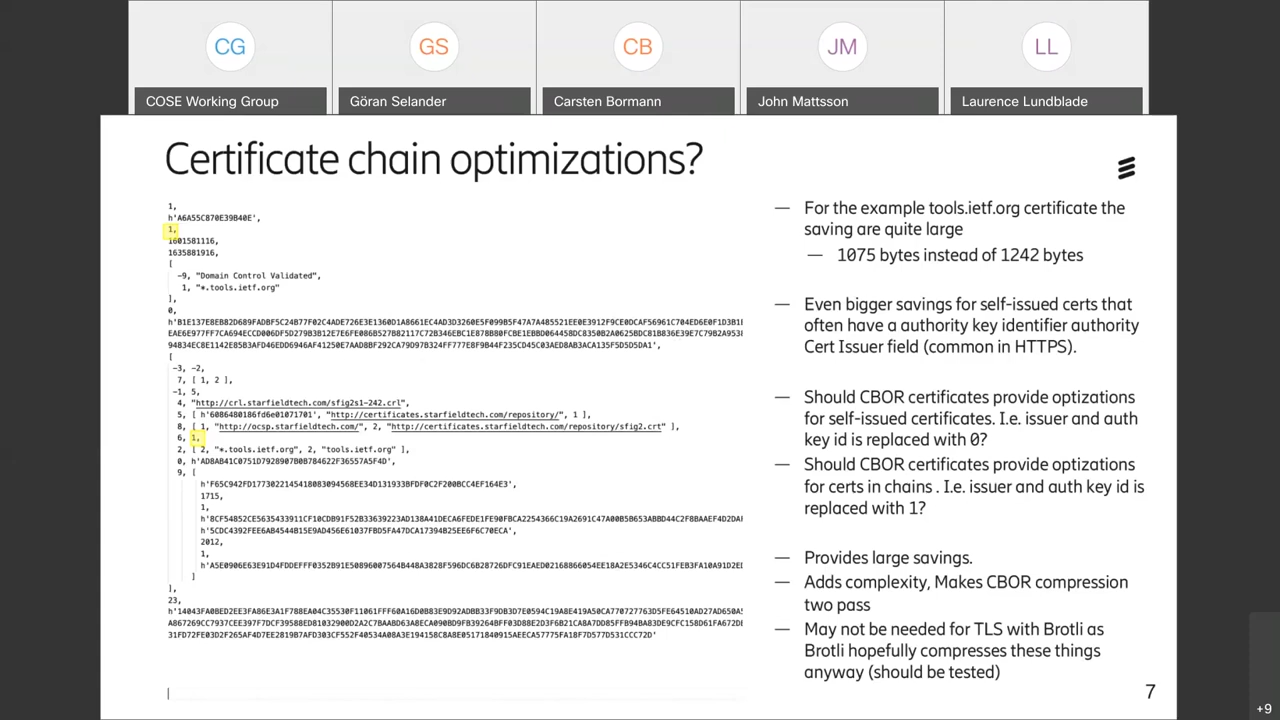 CG
GS
CB
JM
LL
COSE Working Group
Göran Selander
Carsten Bormann
John Mattsson
Laurence Lundblade
Certificate chain optimizations?
1,
h'A6A55C870E39B40E',
1,
1601581116,
1635881916,
[
-9, "Domain Control Validated",
1, "*.tools.ietf.org"
],
0,
[
-3, -2,
7, [ 1, 2 ],
-1, 5,
4, "http://crl.starfieldtech.com/sfig2s1-242.crl",
5, [ h'6086480186fd6e01071701', "http://certificates.starfieldtech.com/repository/", 1 ],
8, [ 1, "http://ocsp.starfieldtech.com/", 2, "http://certificates.starfieldtech.com/repository/sfig2.crt" ],
6, 1,
2, [ 2, "*.tools.ietf.org", 2, "tools.ietf.org" ],
0, h'AD8AB41C0751D7928907B0B784622F36557A5F4D',
9, [
h'F65C942FD1773022145418083094568EE34D131933BFDF0C2F200BCC4EF164E3',
1715,
1,
h'5CDC4392FEE6AB4544B15E9AD456E61037FBD5FA47DCA17394B25EE6F6C70ECA',
2012,
1,
]
],
23,
— For the example tools.ietf.org certificate the
saving are quite large
— 1075 bytes instead of 1242 bytes
— Even bigger savings for self-issued certs that
often have a authority key identifier authority
Cert Issuer field (common in HTTPS).
— Should CBOR certificates provide optizations
for self-issued certificates. I.e. issuer and auth
key id is replaced with 0?
— Should CBOR certificates provide optizations
for certs in chains . I.e. issuer and auth key id is
replaced with 1?
— Provides large savings.
— Adds complexity, Makes CBOR compression
two pass
— May not be needed for TLS with Brotli as
Brotli hopefully compresses these things
anyway (should be tested)
7
+9